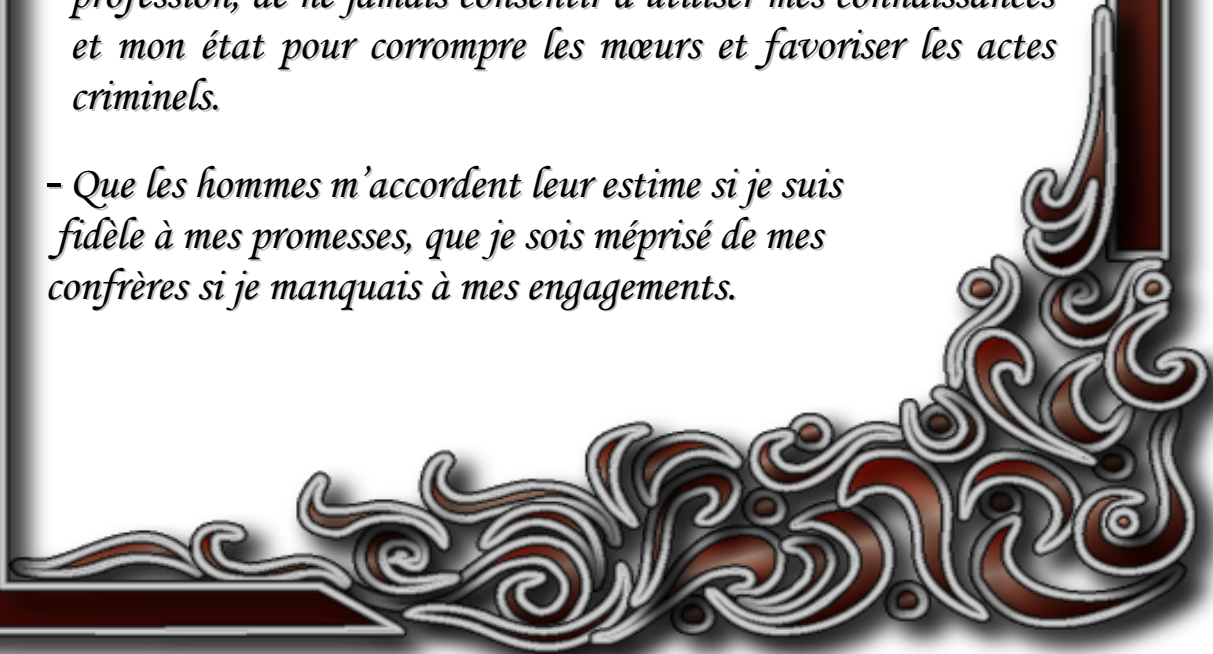 profession, de ne jamais consentir à utiliser mes connaissances
et mon état pour corrompre les mœurs et favoriser les actes
criminels.
- Que les hommes m’accordent leur estime si je suis
fidèle à mes promesses, que je sois méprisé de mes
confrères si je manquais à mes engagements.